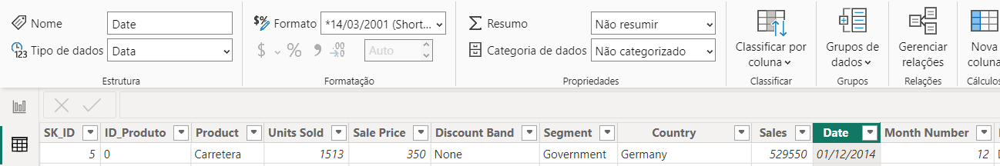 Nome Date
Formato *14/03/2001 (Short...
Resumo Não resumir
Tipo de dados Data
$ % , .00 Auto
Categoria de dados Não categorizado
Classificar por coluna
Grupos de dados
Gerenciar relações
Nova coluna
Estrutura Formatação Propriedades Classificar Grupos Relações Cálculos
SK_ID ID_Produto Product Units Sold Sale Price Discount Band Segment Country Sales Date Month Number
5 0 Carretera 1513 350 None Government Germany 529550 01/12/2014 12